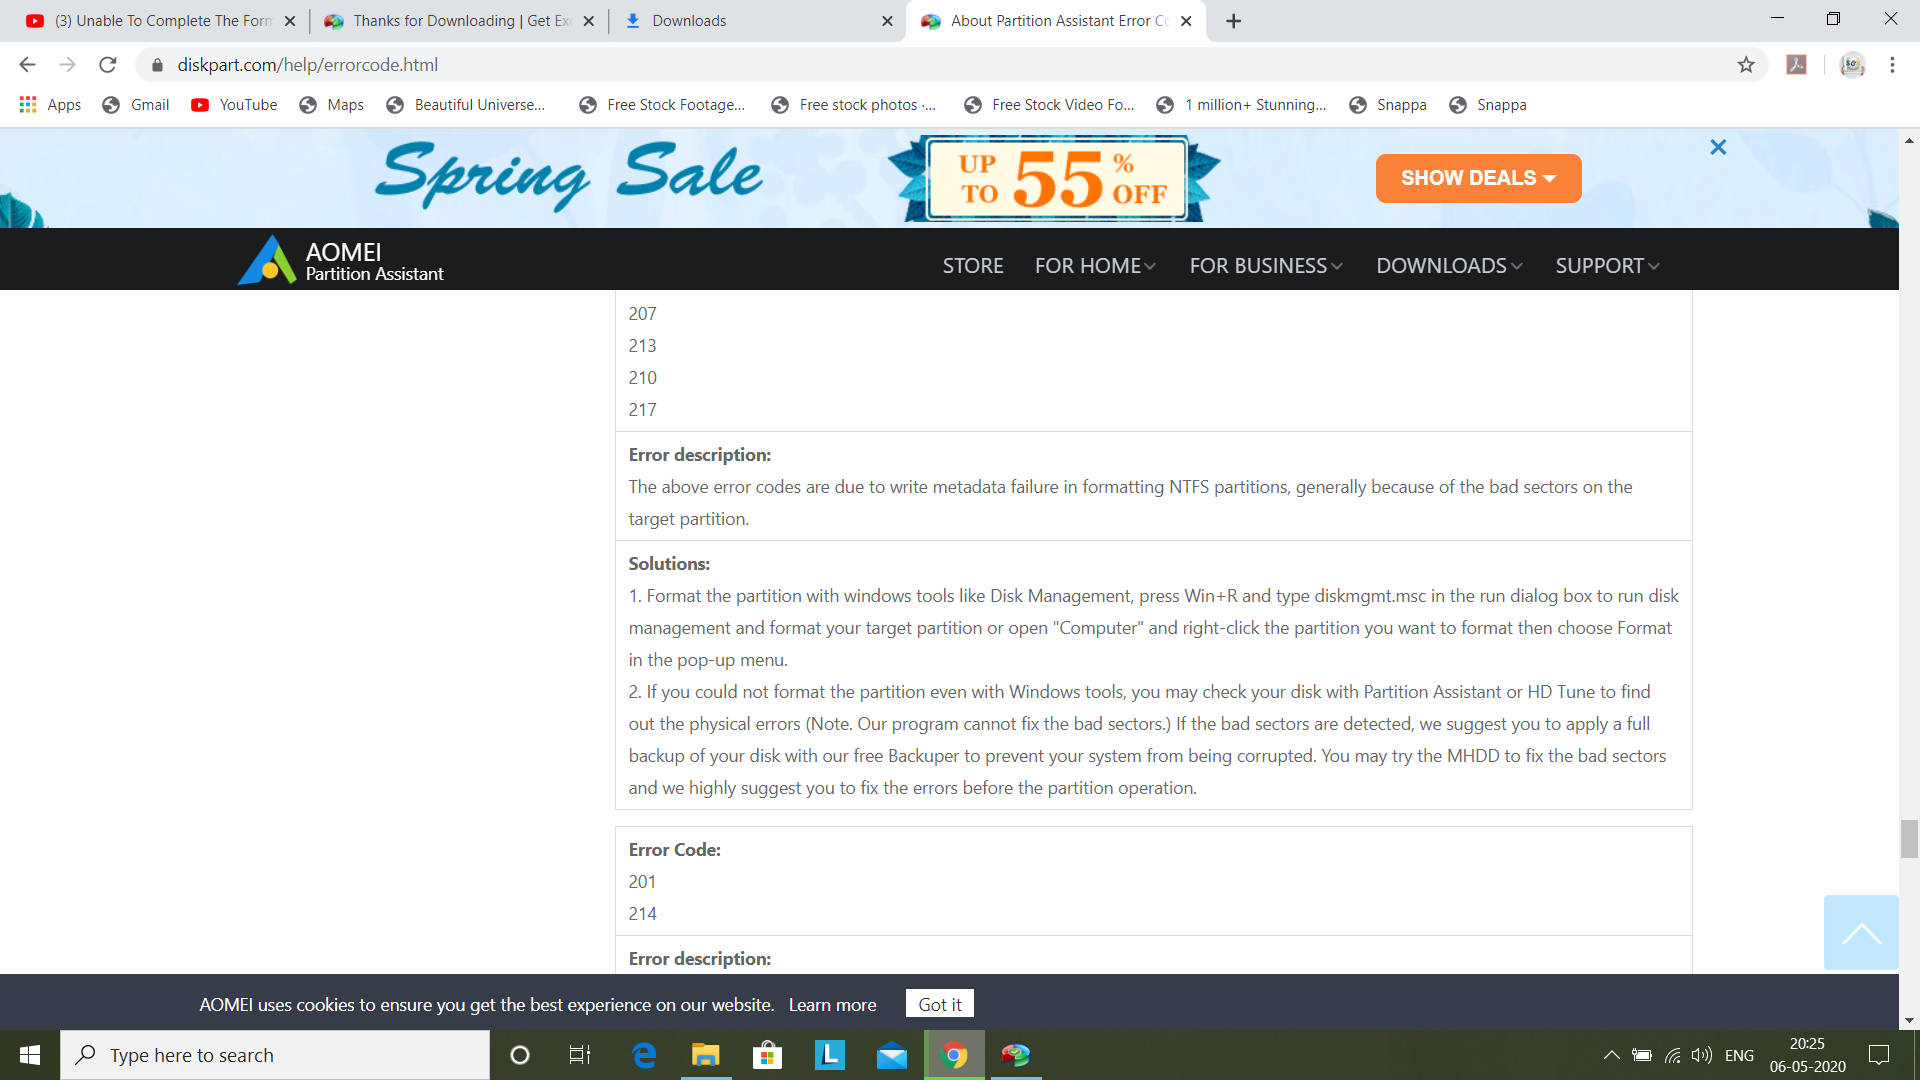 (3) Unable To Complete The Form
Thanks for Downloading | Get Ex
Downloads
About Partition Assistant Error C
diskpart.com/help/errorcode.html
Apps
Gmail
YouTube
Maps
Beautiful Universe...
Free Stock Footage...
Free stock photos ·...
Free Stock Video Fo...
1 million+ Stunning...
Snappa
Snappa
Spring Sale
UP TO 55% OFF
SHOW DEALS
AOMEI
Partition Assistant
STORE
FOR HOME
FOR BUSINESS
DOWNLOADS
SUPPORT
207
213
210
217
Error description:
The above error codes are due to write metadata failure in formatting NTFS partitions, generally because of the bad sectors on the
target partition.
Solutions:
1. Format the partition with windows tools like Disk Management, press Win+R and type diskmgmt.msc in the run dialog box to run disk
management and format your target partition or open "Computer" and right-click the partition you want to format then choose Format
in the pop-up menu.
2. If you could not format the partition even with Windows tools, you may check your disk with Partition Assistant or HD Tune to find
out the physical errors (Note. Our program cannot fix the bad sectors.) If the bad sectors are detected, we suggest you to apply a full
backup of your disk with our free Backuper to prevent your system from being corrupted. You may try the MHDD to fix the bad sectors
and we highly suggest you to fix the errors before the partition operation.
Error Code:
201
214
Error description:
AOMEI uses cookies to ensure you get the best experience on our website. Learn more
Got it
Type here to search
L
ENG
20:25
06-05-2020